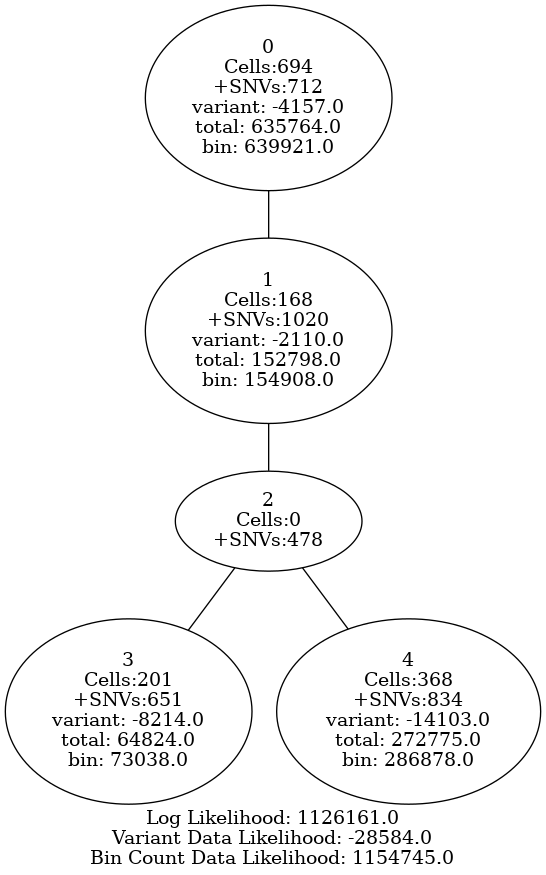 0
Cells:694
+SNVs:712
variant: -4157.0
total: 635764.0
bin: 639921.0
1
Cells:168
+SNVs:1020
variant: -2110.0
total: 152798.0
bin: 154908.0
2
Cells:0
+SNVs:478
3
Cells:201
+SNVs:651
variant: -8214.0
total: 64824.0
bin: 73038.0
4
Cells:368
+SNVs:834
variant: -14103.0
total: 272775.0
bin: 286878.0
Log Likelihood: 1126161.0
Variant Data Likelihood: -28584.0
Bin Count Data Likelihood: 1154745.0